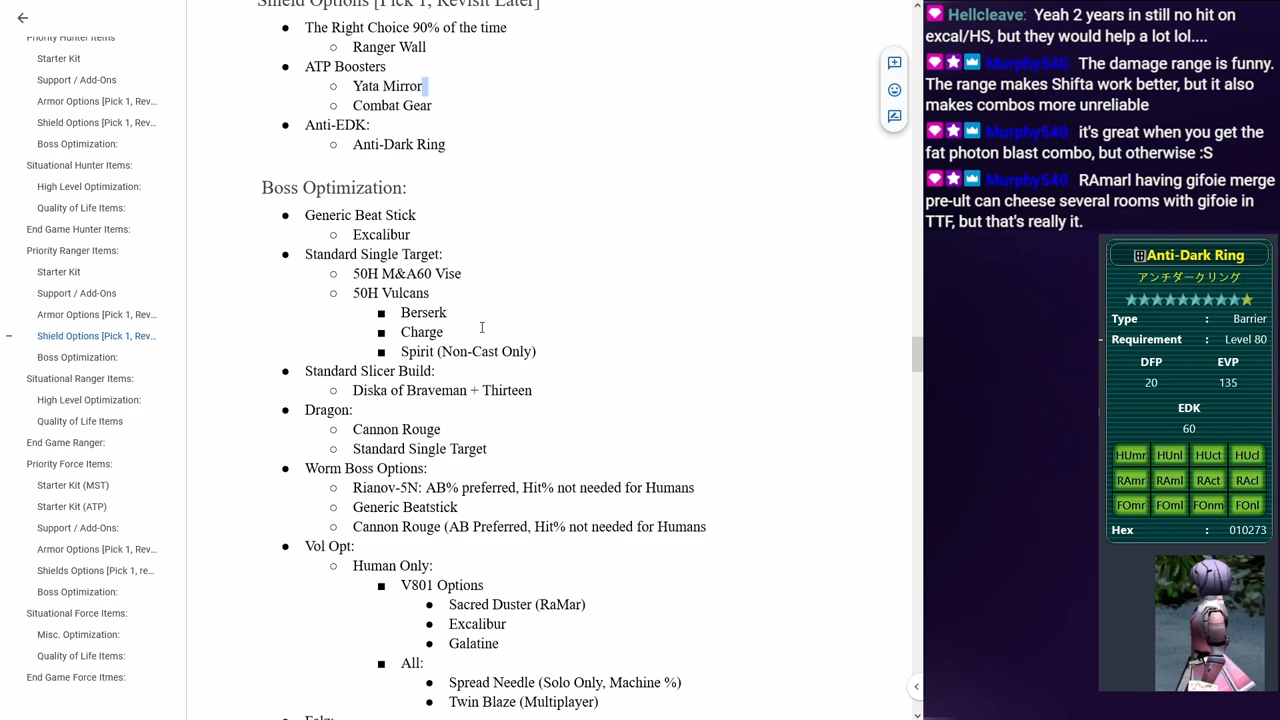 Priority Hunter Items
Starter Kit
Support / Add-Ons
Armor Options [Pick 1, Rev...
Shield Options [Pick 1, Rev...
Boss Optimization:
Situational Hunter Items:
High Level Optimization:
Quality of Life Items:
End Game Hunter Items:
Priority Ranger Items:
Starter Kit
Support / Add-Ons
Armor Options [Pick 1, Rev...
Shield Options [Pick 1, Rev...
Boss Optimization:
Situational Ranger Items:
High Level Optimization:
Quality of Life Items
End Game Ranger:
Priority Force Items:
Starter Kit (MST)
Starter Kit (ATP)
Support / Add-Ons:
Armor Options [Pick 1, Rev...
Shields Options [Pick 1, re...
Boss Optimization:
Situational Force Items:
Misc. Optimization:
Quality of Life Items:
End Game Force Itmes:
Shield Options [Pick 1, Revisit Later]
The Right Choice 90% of the time
Ranger Wall
ATP Boosters
Yata Mirror
Combat Gear
Anti-EDK:
Anti-Dark Ring
Boss Optimization:
Generic Beat Stick
Excalibur
Standard Single Target:
50H M&A60 Vise
50H Vulcans
Berserk
Charge
Spirit (Non-Cast Only)
Standard Slicer Build:
Diska of Braveman + Thirteen
Dragon:
Cannon Rouge
Standard Single Target
Worm Boss Options:
Rianov-5N: AB% preferred, Hit% not needed for Humans
Generic Beatstick
Cannon Rouge (AB Preferred, Hit% not needed for Humans
Vol Opt:
Human Only:
V801 Options
Sacred Duster (RaMar)
Excalibur
Galatine
All:
Spread Needle (Solo Only, Machine %)
Twin Blaze (Multiplayer)
Falz:
Hellcleave: Yeah 2 years in still no hit on
excal/HS, but they would help a lot lol....
Murphy540: The damage range is funny.
The range makes Shifta work better, but it also
makes combos more unreliable
Murphy540: it's great when you get the
fat photon blast combo, but otherwise :S
Murphy540: RAmarl having gifoie merge
pre-ult can cheese several rooms with gifoie in
TTF, but that's really it.
Anti-Dark Ring
アンチダークリング
Type : Barrier
Requirement : Level 80
DFP EVP
20 135
EDK
60
HUmr HUnl HUct HUcl
RAmr RAml RAct RAcl
FOmr FOml FOnm FOnl
Hex : 010273